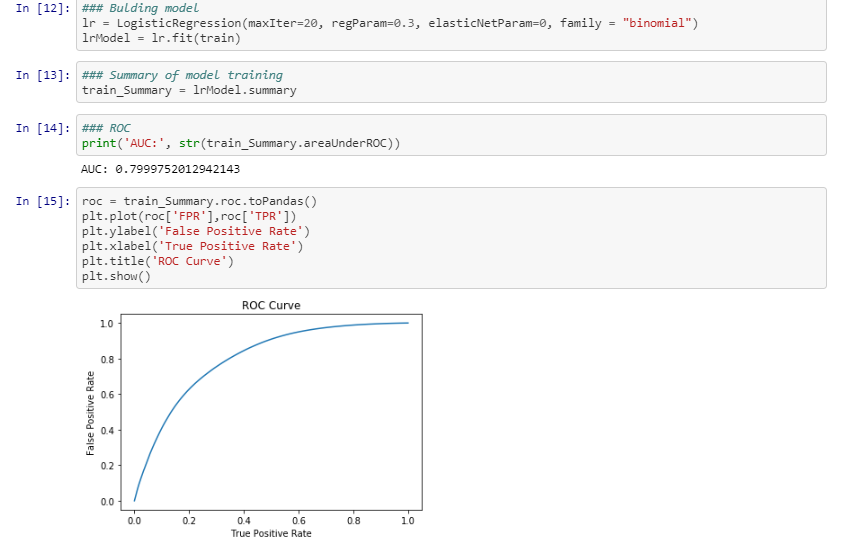 In [12]: ### Bulding model
lr = LogisticRegression(maxIter=20, regParam=0.3, elasticNetParam=0, family = "binomial")
lrModel = lr.fit(train)
In [13]: ### Summary of model training
train_Summary = lrModel.summary
In [14]: ### ROC
print('AUC:', str(train_Summary.areaUnderROC))
AUC: 0.7999752012942143
In [15]: roc = train_Summary.roc.toPandas()
plt.plot(roc['FPR'],roc['TPR'])
plt.ylabel('False Positive Rate')
plt.xlabel('True Positive Rate')
plt.title('ROC Curve')
plt.show()
ROC Curve
False Positive Rate
1.0
0.8
0.6
0.4
0.2
0.0
0.0 0.2 0.4 0.6 0.8 1.0
True Positive Rate